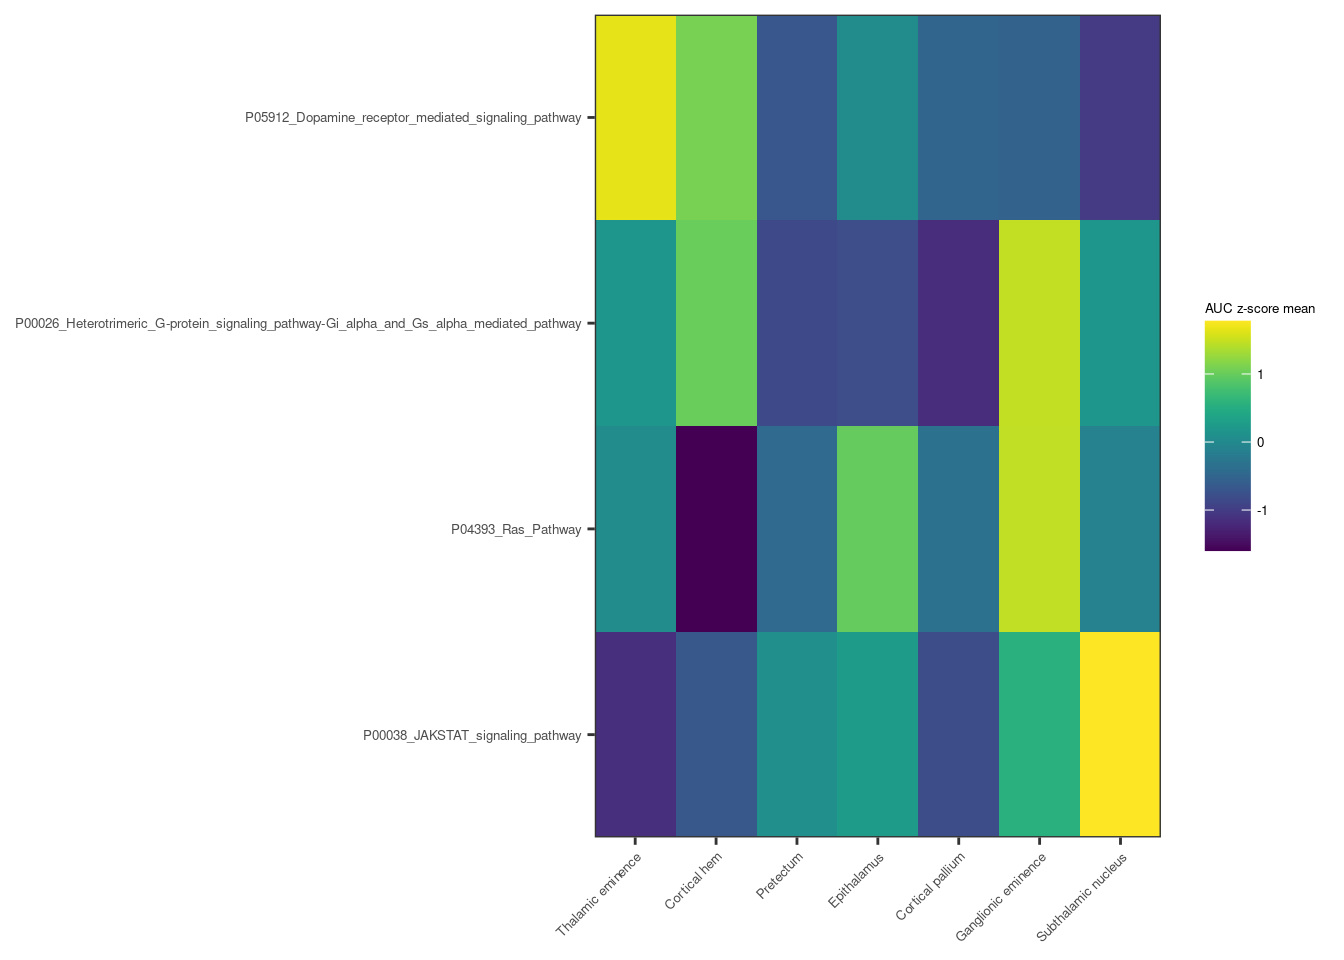 P05912_Dopamine_receptor_mediated_signaling_pathway
P00026_Heterotrimeric_G-protein_signaling_pathway-Gi_alpha_and_Gs_alpha_mediated_pathway
P04393_Ras_Pathway
P00038_JAKSTAT_signaling_pathway
Thalamic eminence
Cortical hem
Pretectum
Epithalamus
Cortical pallium
Ganglionic eminence
Subthalamic nucleus
AUC z-score mean
1
0
-1